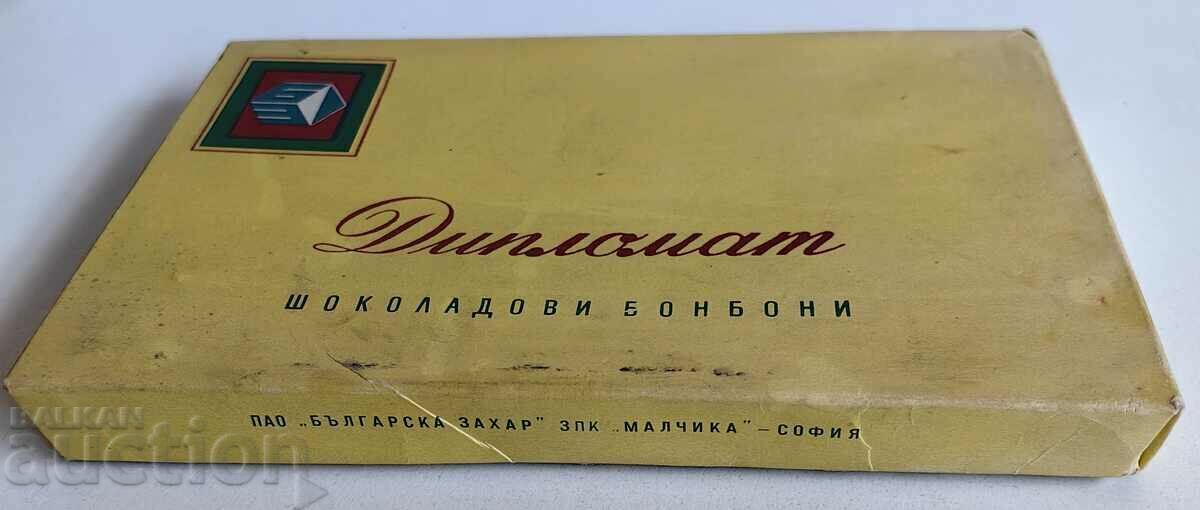 Дипломат
ШОКОЛАДОВИ БОНБОНИ
ПАО „БЪЛГАРСКА ЗАХАР" ЗПК „МАЛЧИКА" – СОФИЯ
BALKAN
auction